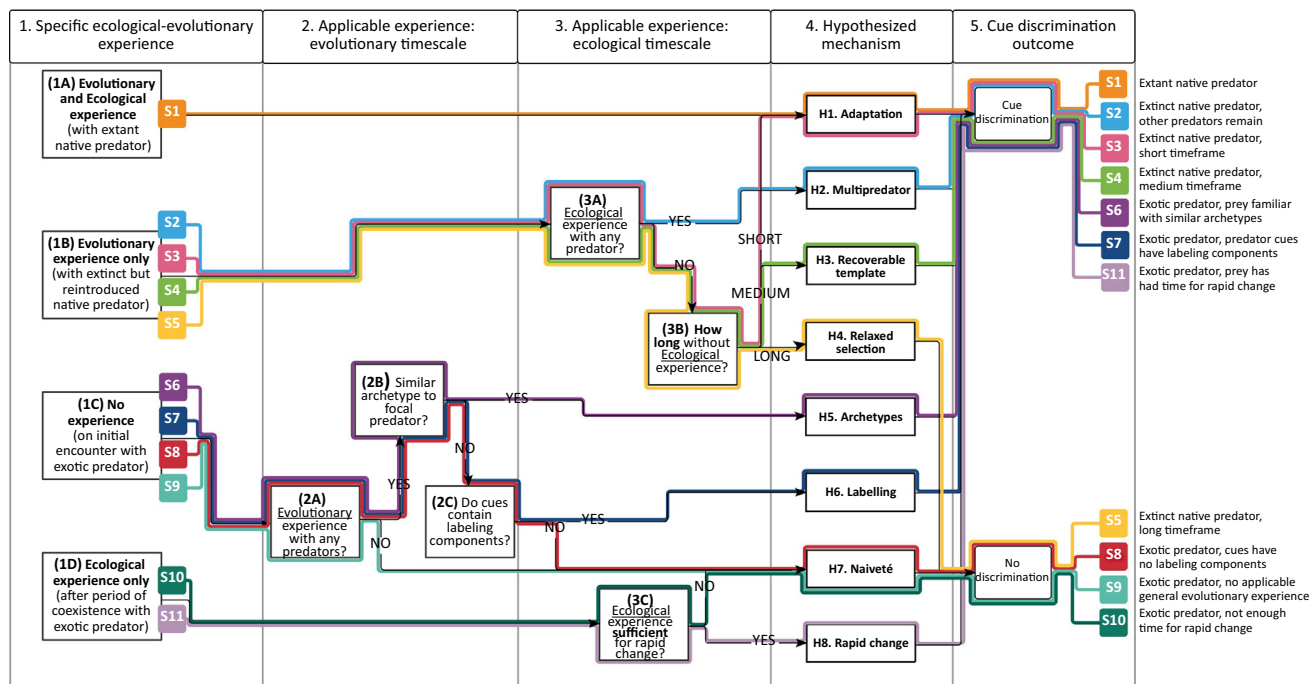 1. Specific ecological-evolutionary
experience
2. Applicable experience:
evolutionary timescale
3. Applicable experience:
ecological timescale
4. Hypothesized
mechanism
5. Cue discrimination
outcome
(1A) Evolutionary
and Ecological
experience
(with extant
native predator)
S1
H1. Adaptation
Cue
discrimination
S1
Extant native predator
S2
Extinct native predator,
other predators remain
S3
Extinct native predator,
short timeframe
S4
Extinct native predator,
medium timeframe
S6
Exotic predator, prey familiar
with similar archetypes
S7
Exotic predator, predator cues
have labeling components
S11
Exotic predator, prey has
had time for rapid change
(1B) Evolutionary
experience only
(with extinct but
reintroduced
native predator)
S2
S3
S4
S5
(3A)
Ecological
experience
with any
predator?
YES
NO
H2. Multipredator
SHORT
MEDIUM
LONG
H3. Recoverable
template
(3B) How
long without
Ecological
experience?
H4. Relaxed
selection
(1C) No
experience
(on initial
encounter with
exotic predator)
S6
S7
S8
S9
(2B) Similar
archetype to
focal
predator?
YES
NO
H5. Archetypes
(2A)
Evolutionary
experience
with any
predators?
YES
NO
(2C) Do cues
contain
labeling
components?
YES
NO
H6. Labelling
H7. Naiveté
No
discrimination
S5
Extinct native predator,
long timeframe
S8
Exotic predator, cues have
no labeling components
S9
Exotic predator, no applicable
general evolutionary experience
S10
Exotic predator, not enough
time for rapid change
(1D) Ecological
experience only
(after period of
coexistence with
exotic predator)
S10
S11
(3C)
Ecological
experience
sufficient
for rapid
change?
NO
YES
H8. Rapid change